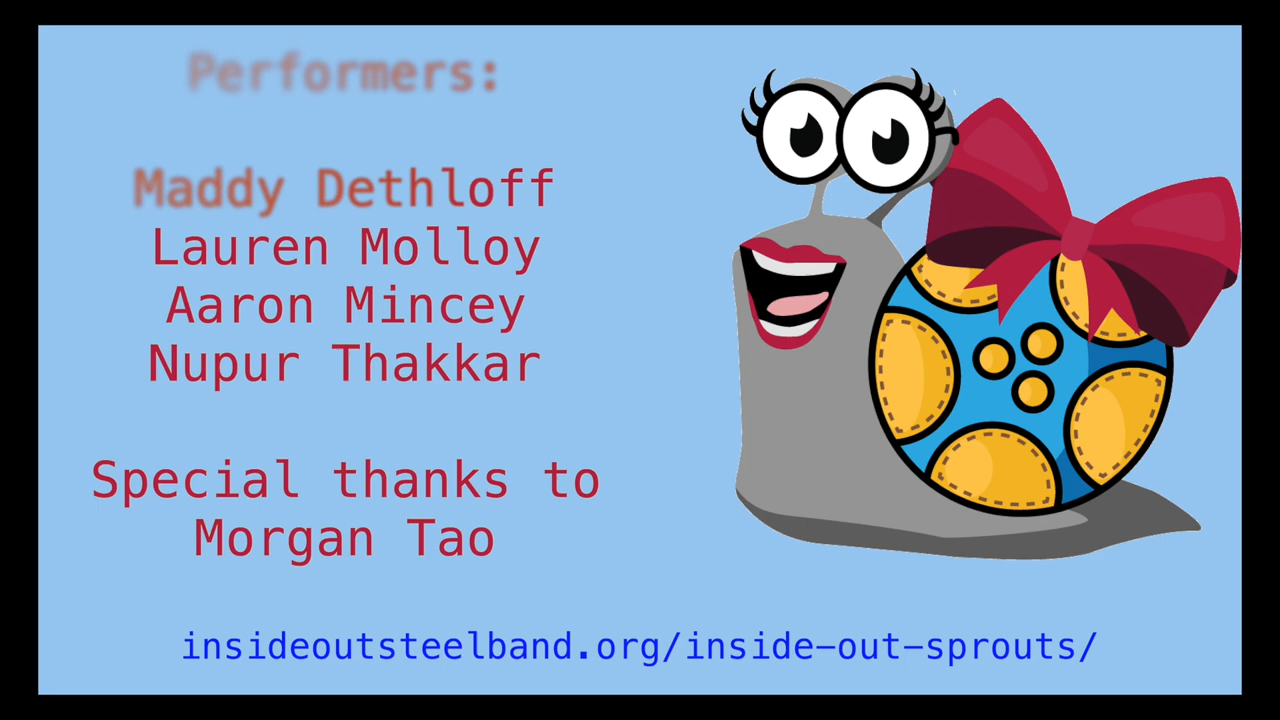 Performers:
Maddy Dethloff
Lauren Molloy
Aaron Mincey
Nupur Thakkar
Special thanks to
Morgan Tao
insideoutsteelband.org/inside-out-sprouts/